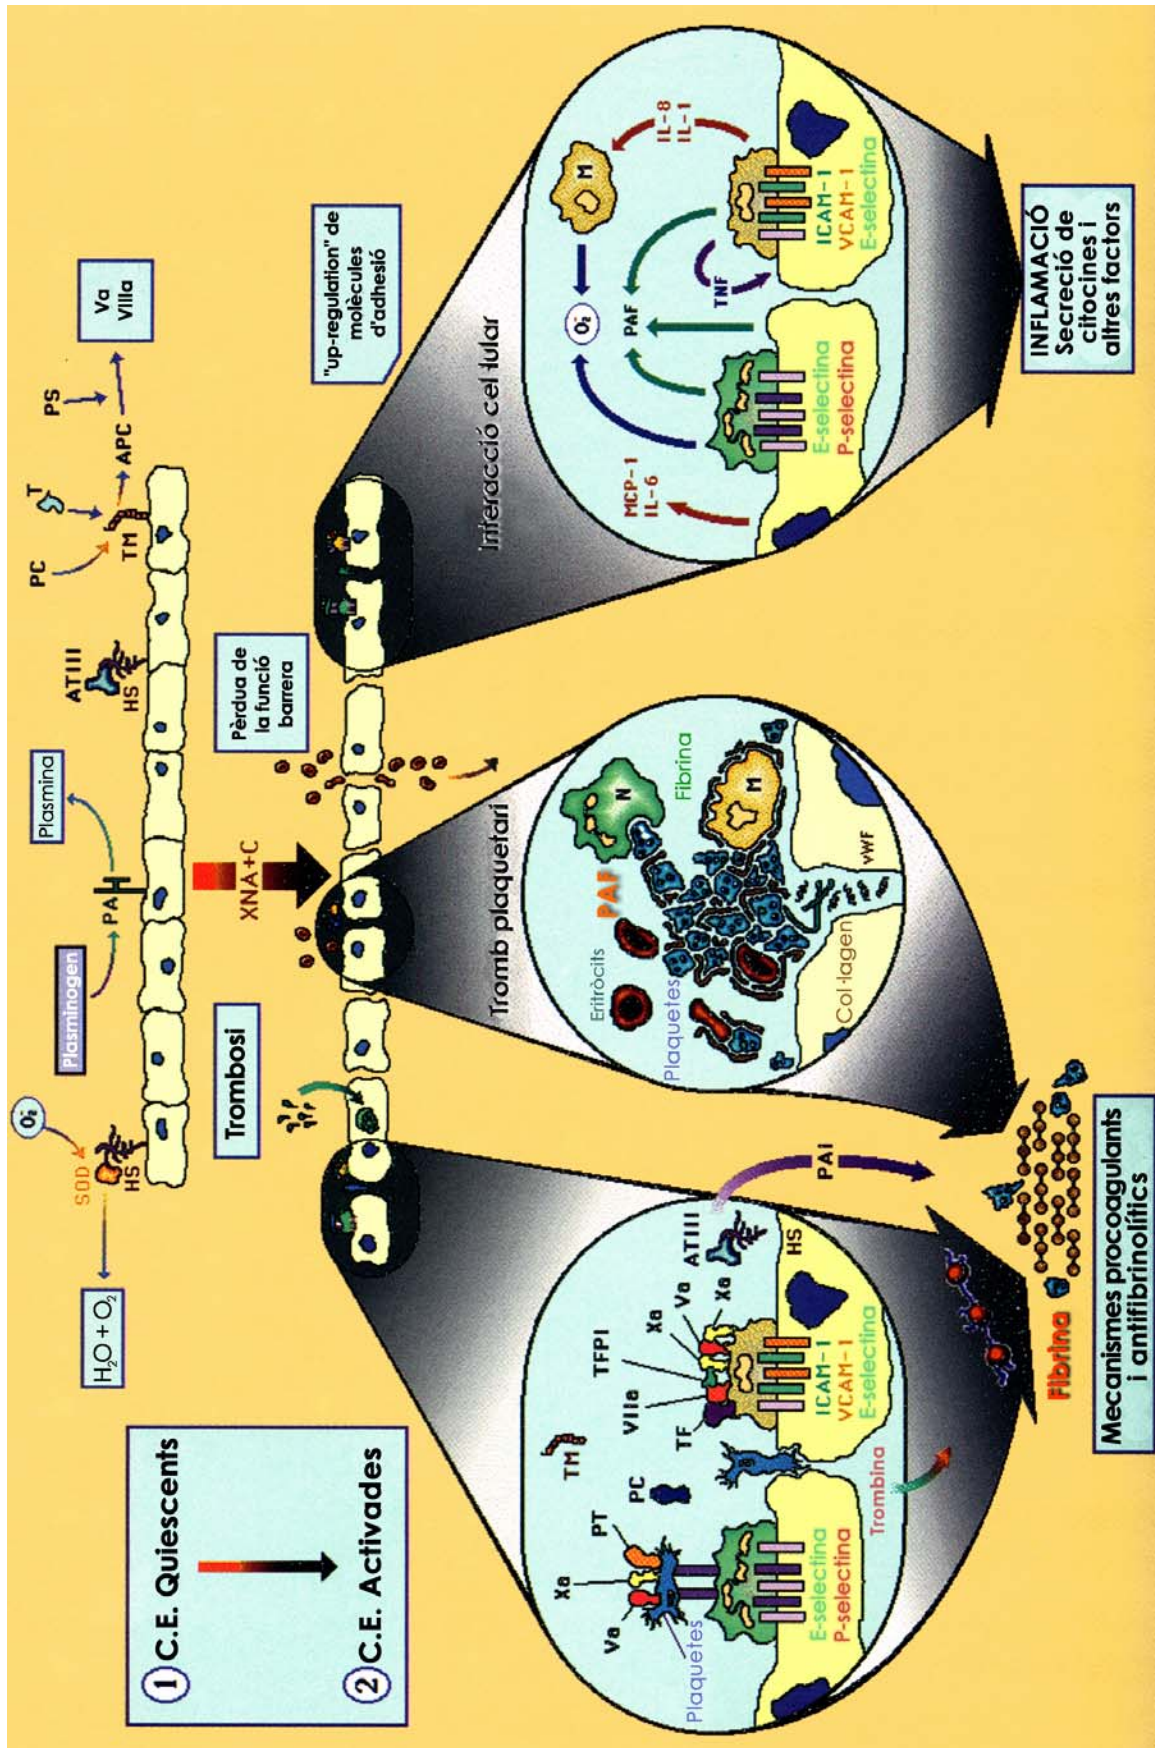 1 C.E. Quiescents
2 C.E. Activades
H₂O + O₂
SOD
HS
O₂⁻
Plasminogen
PA
Plasmina
ATIII
HS
PC
T
TM
APC
PS
Va
VIIIa
Trombosi
XNA+C
Pèrdua de
la funció
barrera
"up-regulation" de
molècules
d'adhesió
Plaquetes
Va
Xa
PT
PC
TM
TF
VIIa
TFPI
Xa
Va
Xa
ATIII
HS
E-selectina
P-selectina
ICAM-1
VCAM-1
E-selectina
Trombina
PAi
Tromb plaquetari
Eritròcits
PAF
N
Fibrina
Plaquetes
M
Col·lagen
vWF
Interacció cel·lular
MCP-1
IL-6
O₂⁻
PAF
TNF
M
IL-8
IL-1
E-selectina
P-selectina
ICAM-1
VCAM-1
E-selectina
Fibrina
Mecanismes procoagulants
i antifibrinolítics
INFLAMACIÓ
Secreció de
citocines i
altres factors